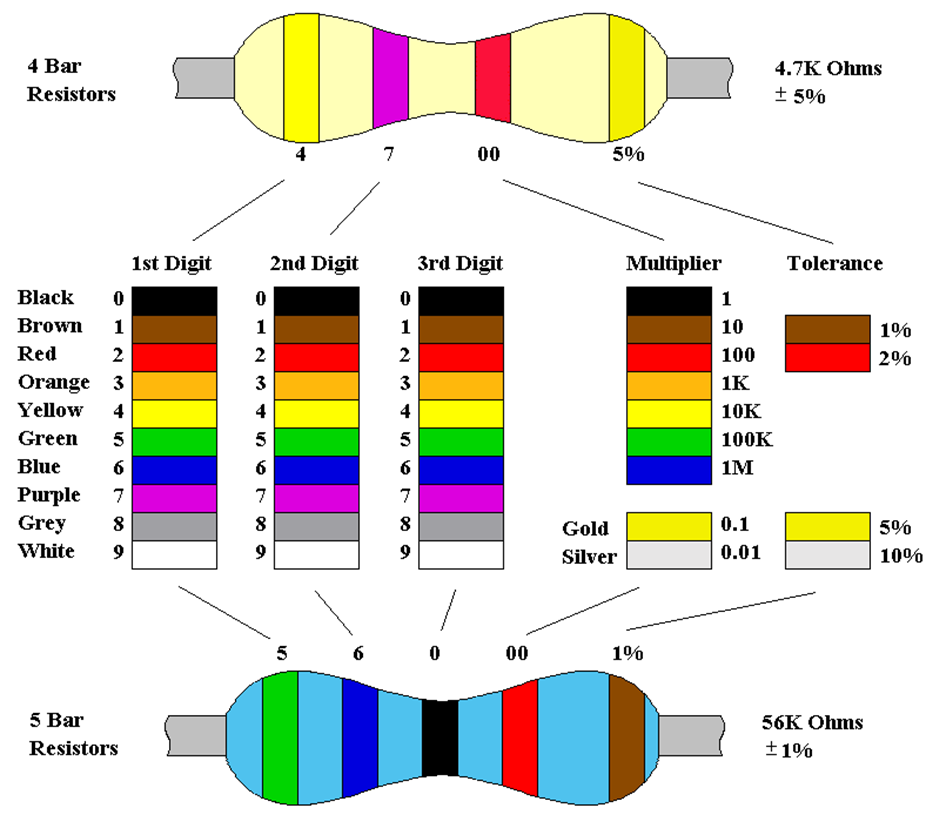 4 Bar
Resistors
4.7K Ohms
± 5%
4 7 00 5%
1st Digit 2nd Digit 3rd Digit Multiplier Tolerance
Black 0 0 0 1
Brown 1 1 1 10 1%
Red 2 2 2 100 2%
Orange 3 3 3 1K
Yellow 4 4 4 10K
Green 5 5 5 100K
Blue 6 6 6 1M
Purple 7 7 7
Grey 8 8 8
Gold 0.1 5%
White 9 9 9
Silver 0.01 10%
5 6 0 00 1%
5 Bar
Resistors
56K Ohms
± 1%